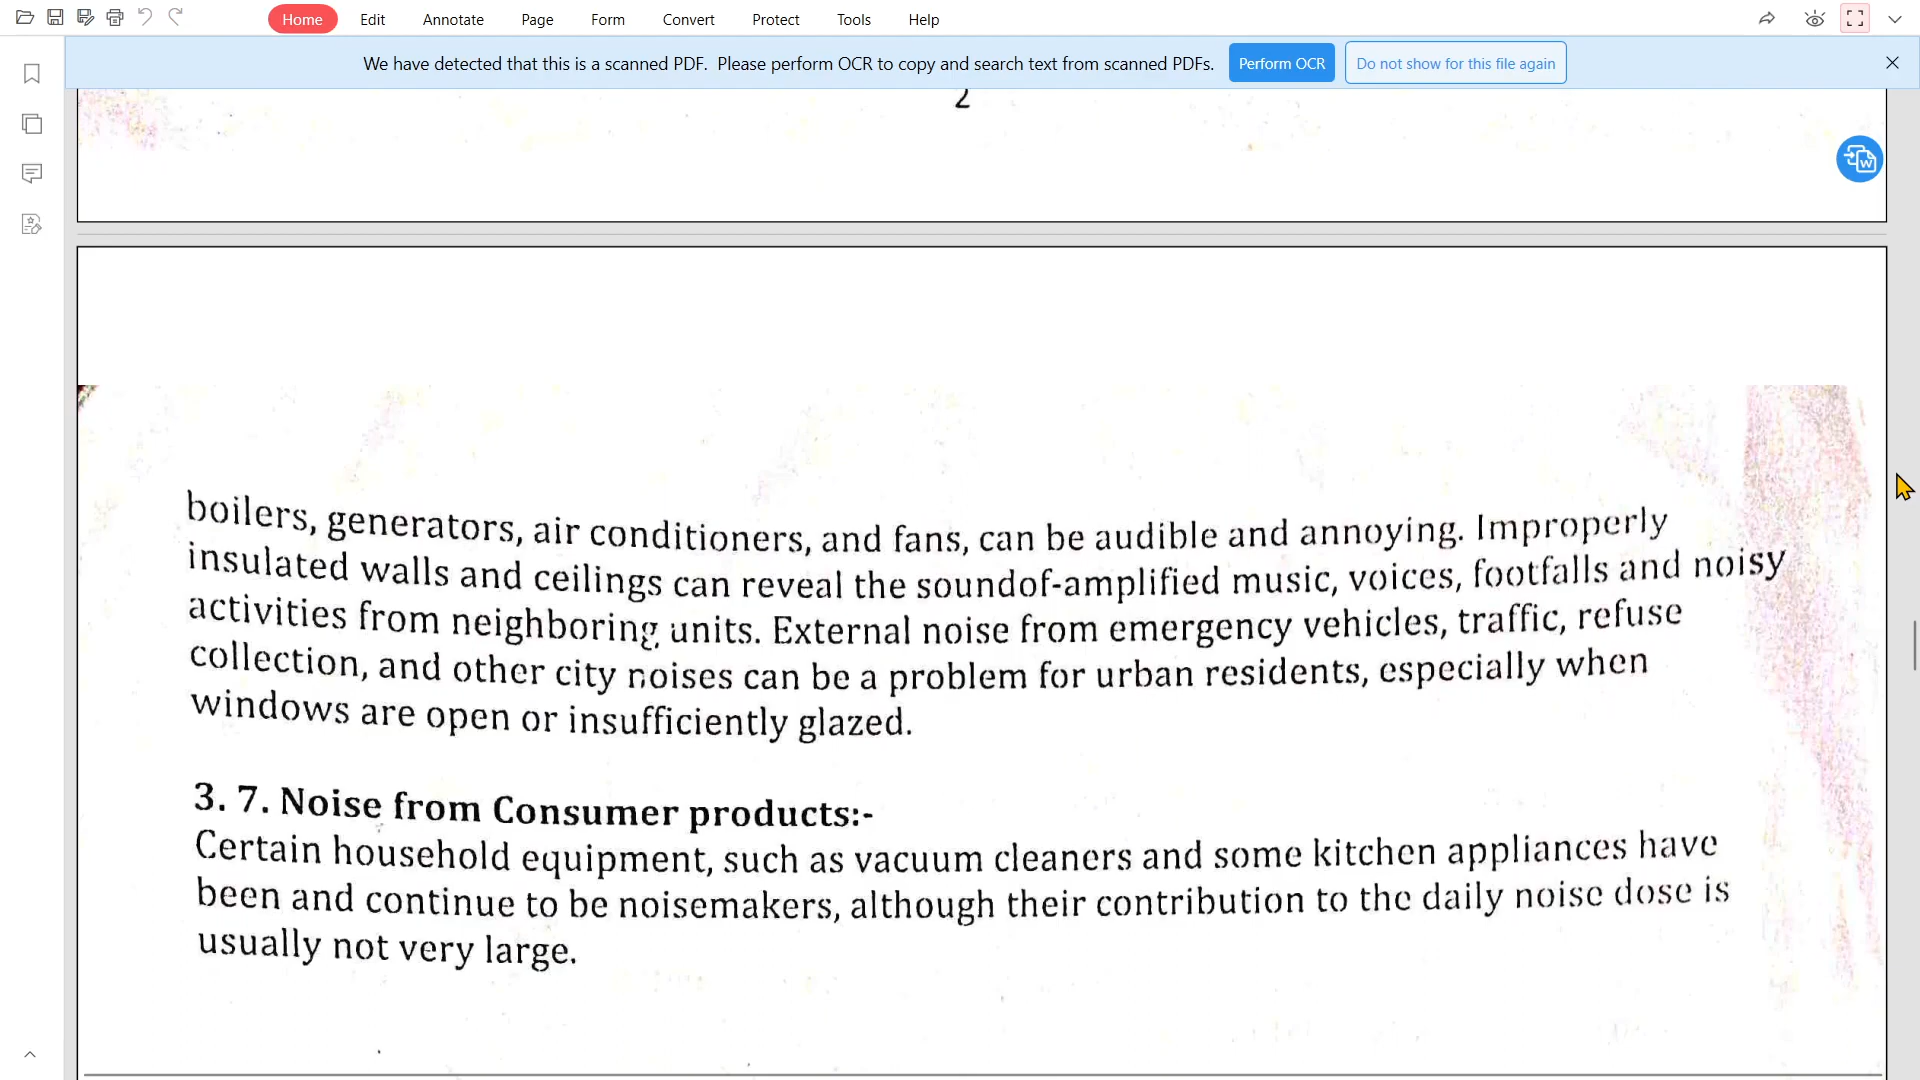 Home Edit Annotate Page Form Convert Protect Tools Help
We have detected that this is a scanned PDF. Please perform OCR to copy and search text from scanned PDFs. Perform OCR Do not show for this file again
2
boilers, generators, air conditioners, and fans, can be audible and annoying. Improperly
insulated walls and ceilings can reveal the soundof-amplified music, voices, footfalls and noisy
activities from neighboring units. External noise from emergency vehicles, traffic, refuse
collection, and other city noises can be a problem for urban residents, especially when
windows are open or insufficiently glazed.
3. 7. Noise from Consumer products:-
Certain household equipment, such as vacuum cleaners and some kitchen appliances have
been and continue to be noisemakers, although their contribution to the daily noise dose is
usually not very large.